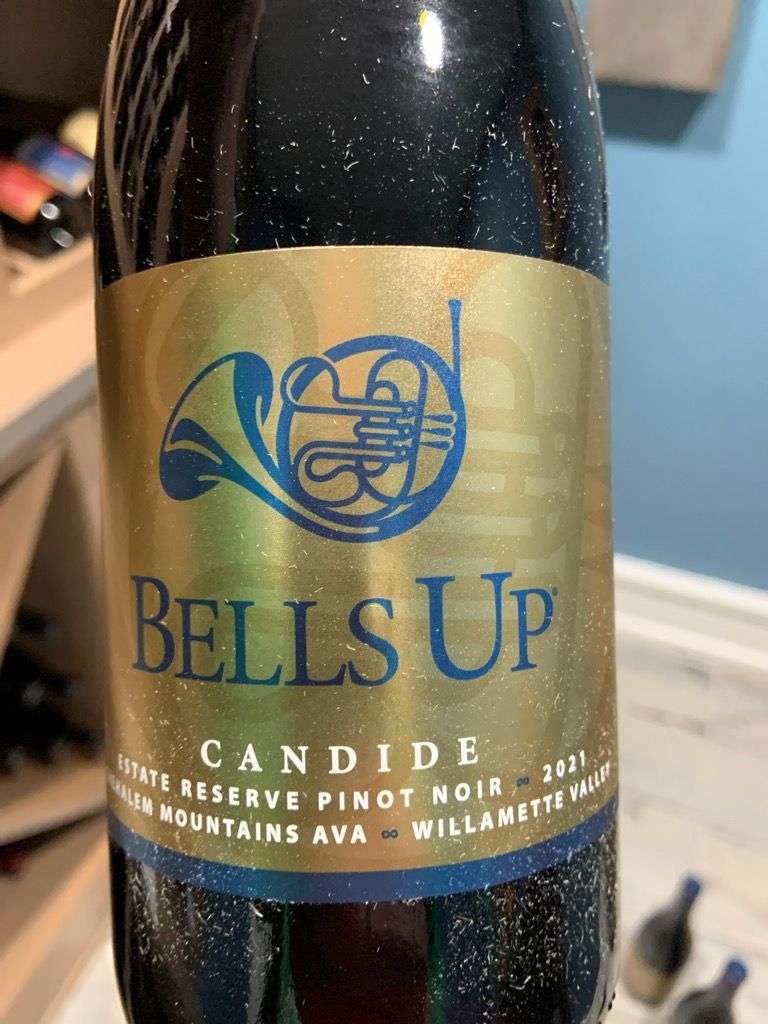 BELLS UP®
CANDIDE
ESTATE RESERVE PINOT NOIR ∞ 2021
MOUNTAINS AVA ∞ WILLAMETTE VALLEY